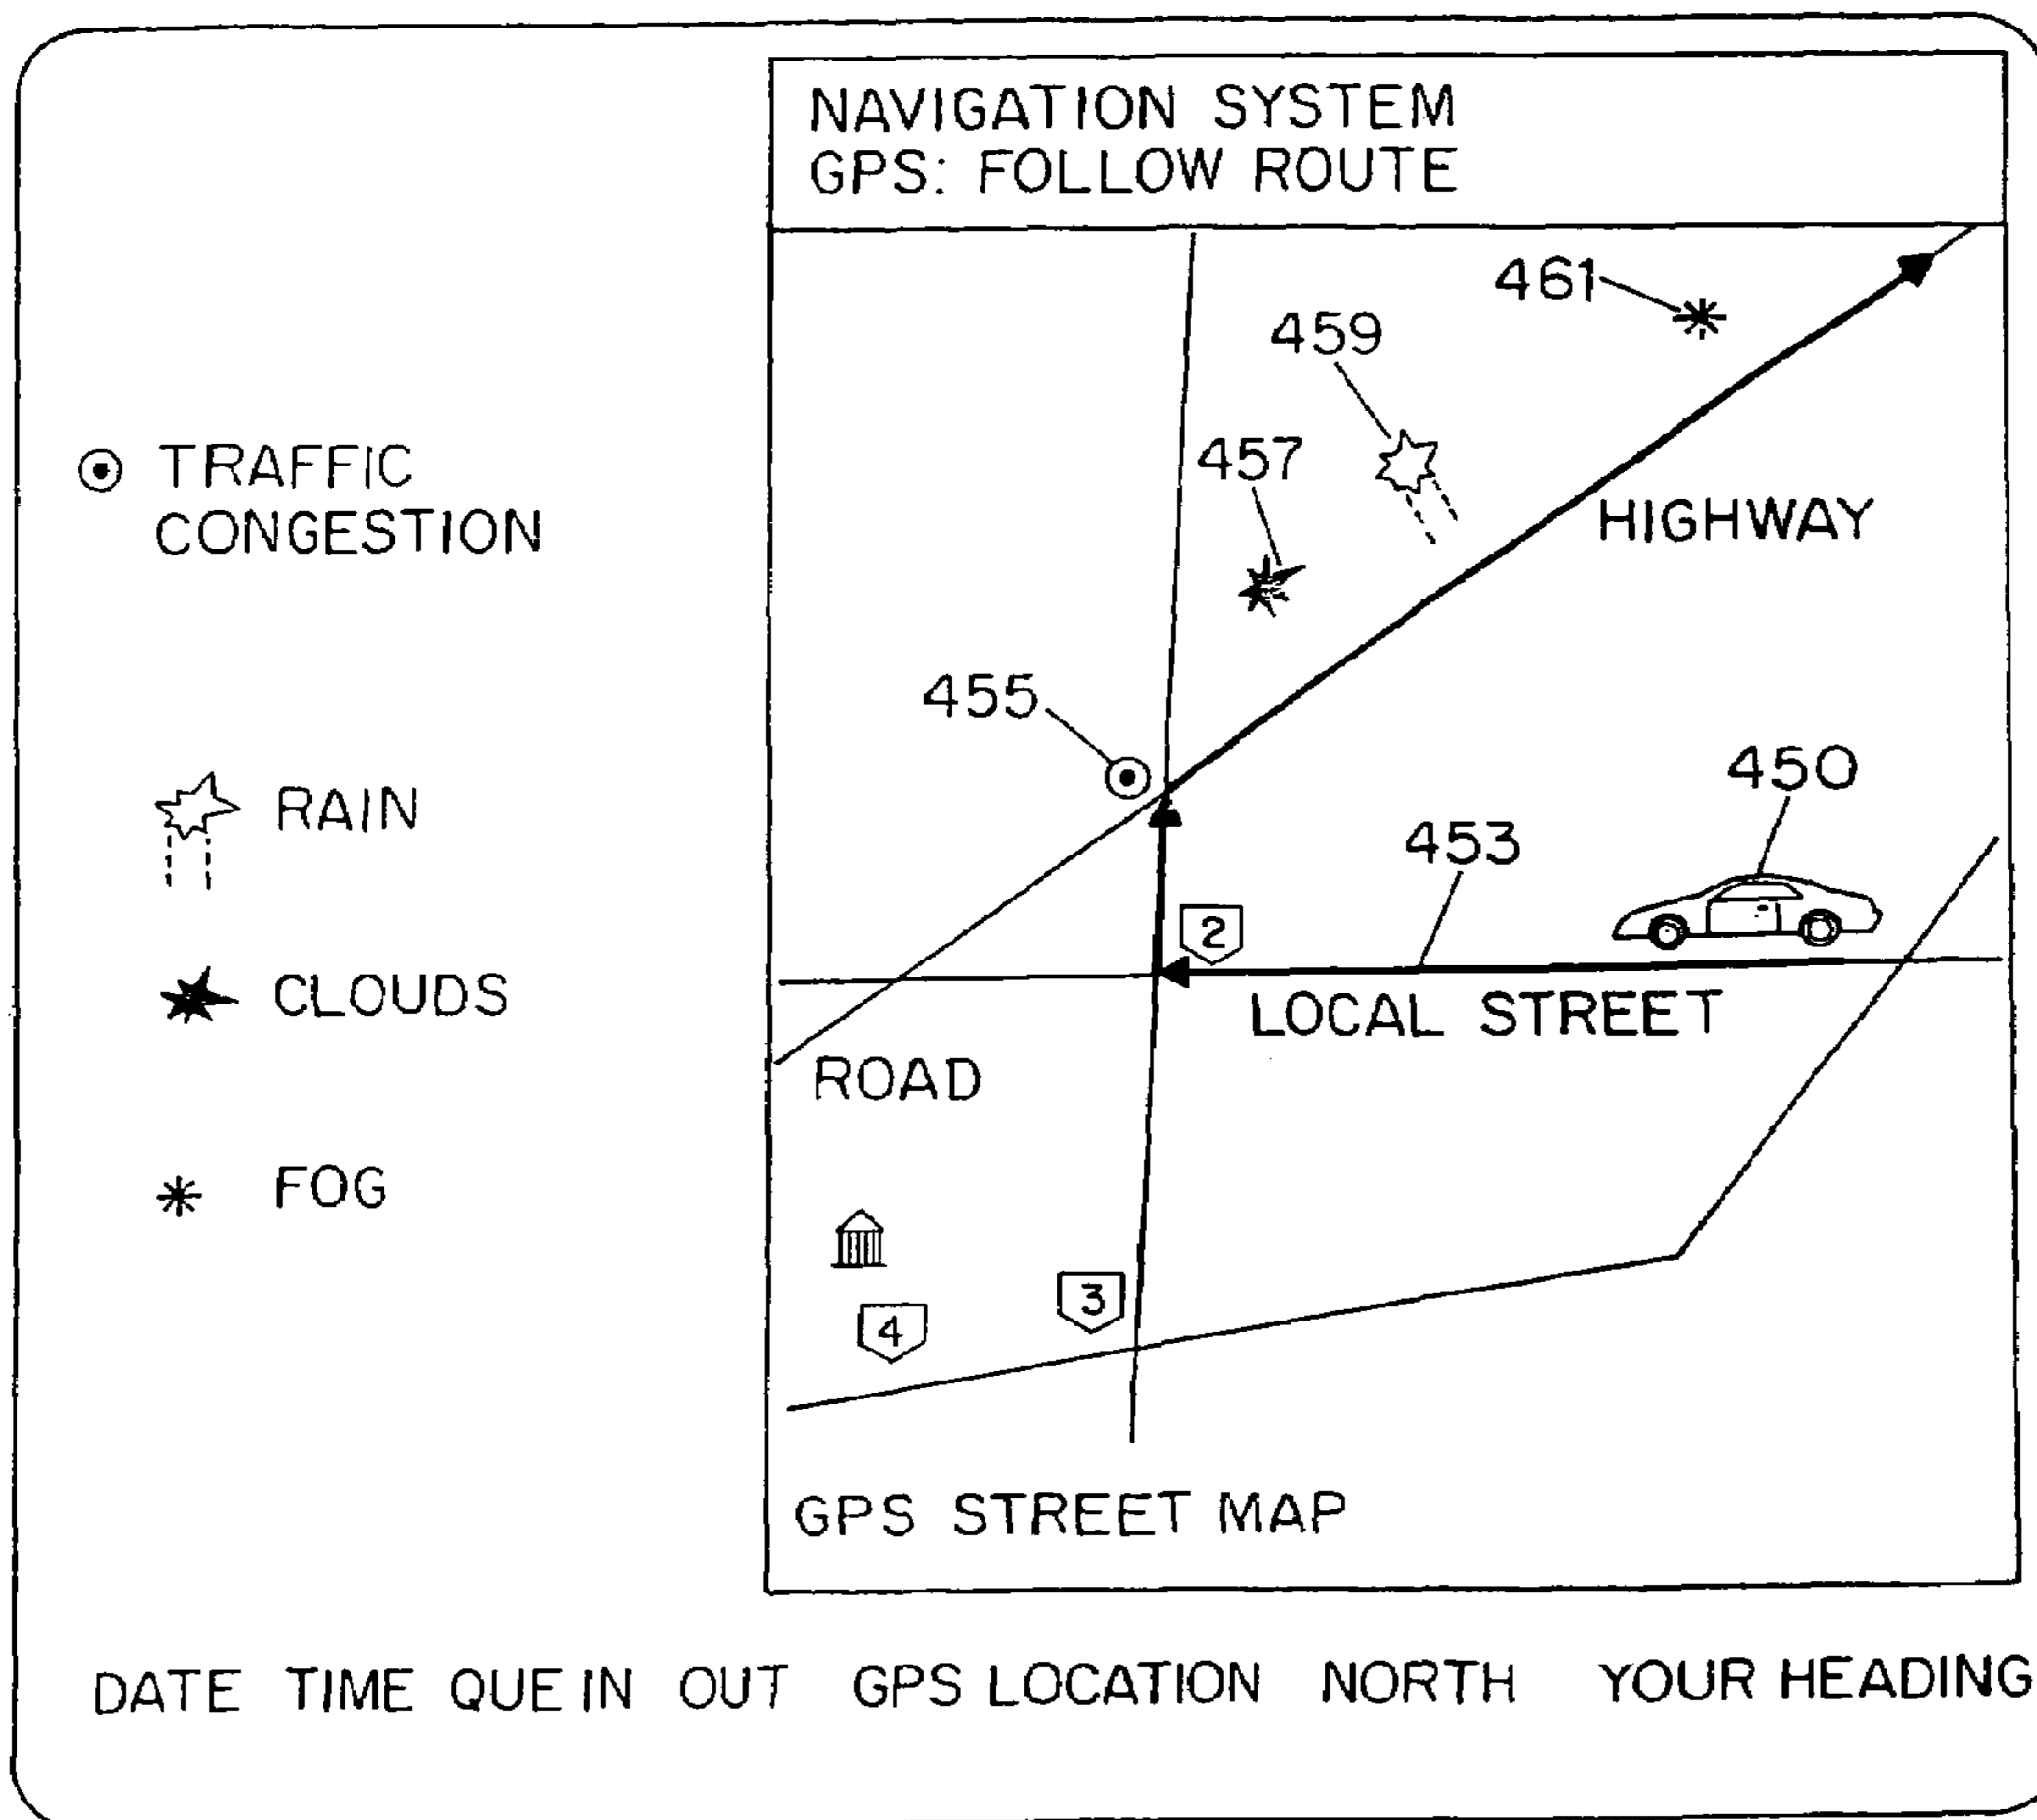 NAVIGATION SYSTEM
GPS: FOLLOW ROUTE
461
459
457
TRAFFIC
CONGESTION
HIGHWAY
455
450
453
RAIN
2
CLOUDS
LOCAL STREET
ROAD
FOG
3
4
GPS STREET MAP
DATE TIME QUE IN OUT GPS LOCATION NORTH YOUR HEADING